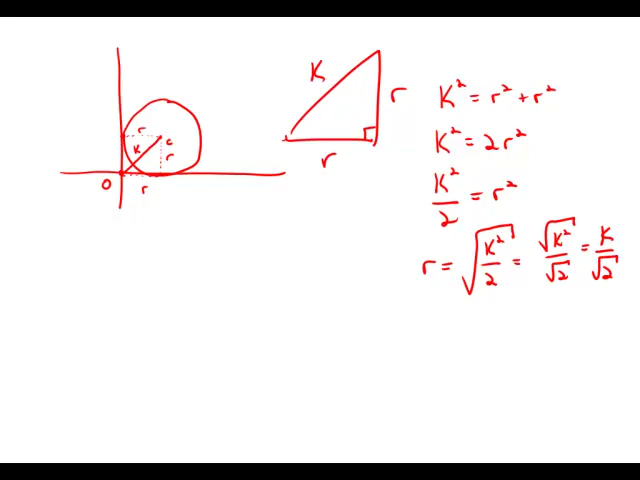 r
c
K
r
O
r
K
r
r
K² = r² + r²
K² = 2r²
K²/2 = r²
r = √(K²/2) = √K²/√2 = K/√2